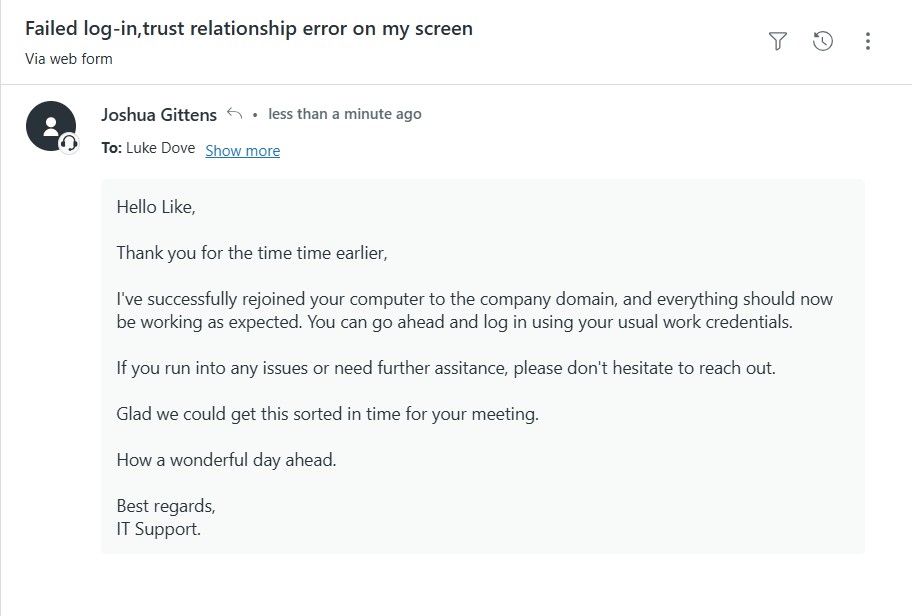 Failed log-in,trust relationship error on my screen
Via web form
Joshua Gittens • less than a minute ago
To: Luke Dove Show more
Hello Like,
Thank you for the time time earlier,
I've successfully rejoined your computer to the company domain, and everything should now
be working as expected. You can go ahead and log in using your usual work credentials.
If you run into any issues or need further assitance, please don't hesitate to reach out.
Glad we could get this sorted in time for your meeting.
How a wonderful day ahead.
Best regards,
IT Support.